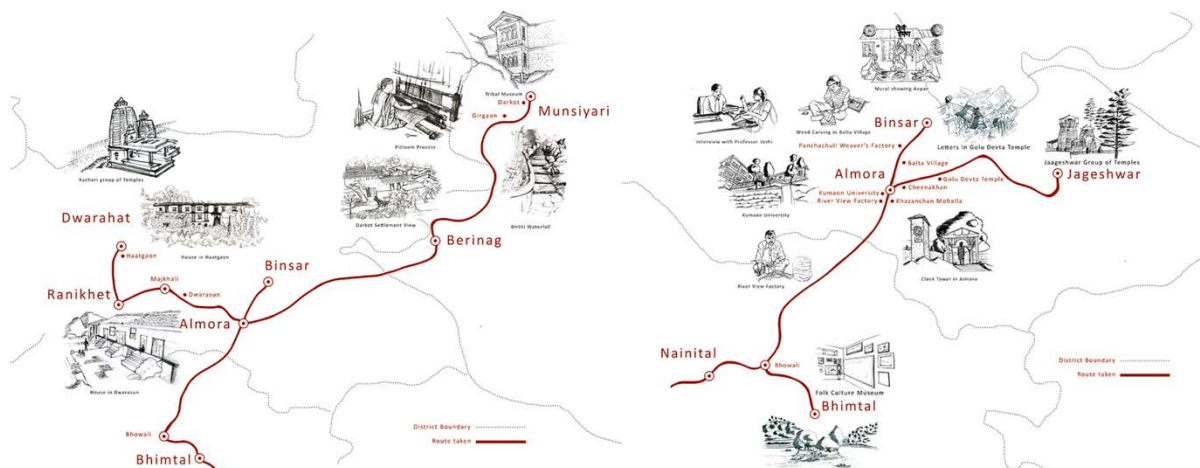 Tribal Museum
Darkot
Munsiyari
Girgaon
Pitloom Process
Kacheri group of Temples
Dwarahat
House in Haatgaon
Darkot Settlement View
Birthi Waterfall
Haatgaon
Berinag
Binsar
Majkhali
Dwarasun
Ranikhet
Almora
House in Dwarasun
District Boundary
Bhowali
Route taken
Bhimtal
Mural showing Aepan
Interview with Professor Joshi
Wood Carving in Balta Village
Binsar
Letters in Golu Devta Temple
Panchachuli Weaver's Factory
Jaageshwar Group of Temples
Balta Village
Almora
Golu Devta Temple
Jageshwar
Cheenakhan
Kumaon University
River View Factory
Khazanchan Mohalla
Kumaon University
Clock Tower in Almora
River View Factory
Nainital
Bhowali
District Boundary
Route taken
Folk Culture Museum
Bhimtal